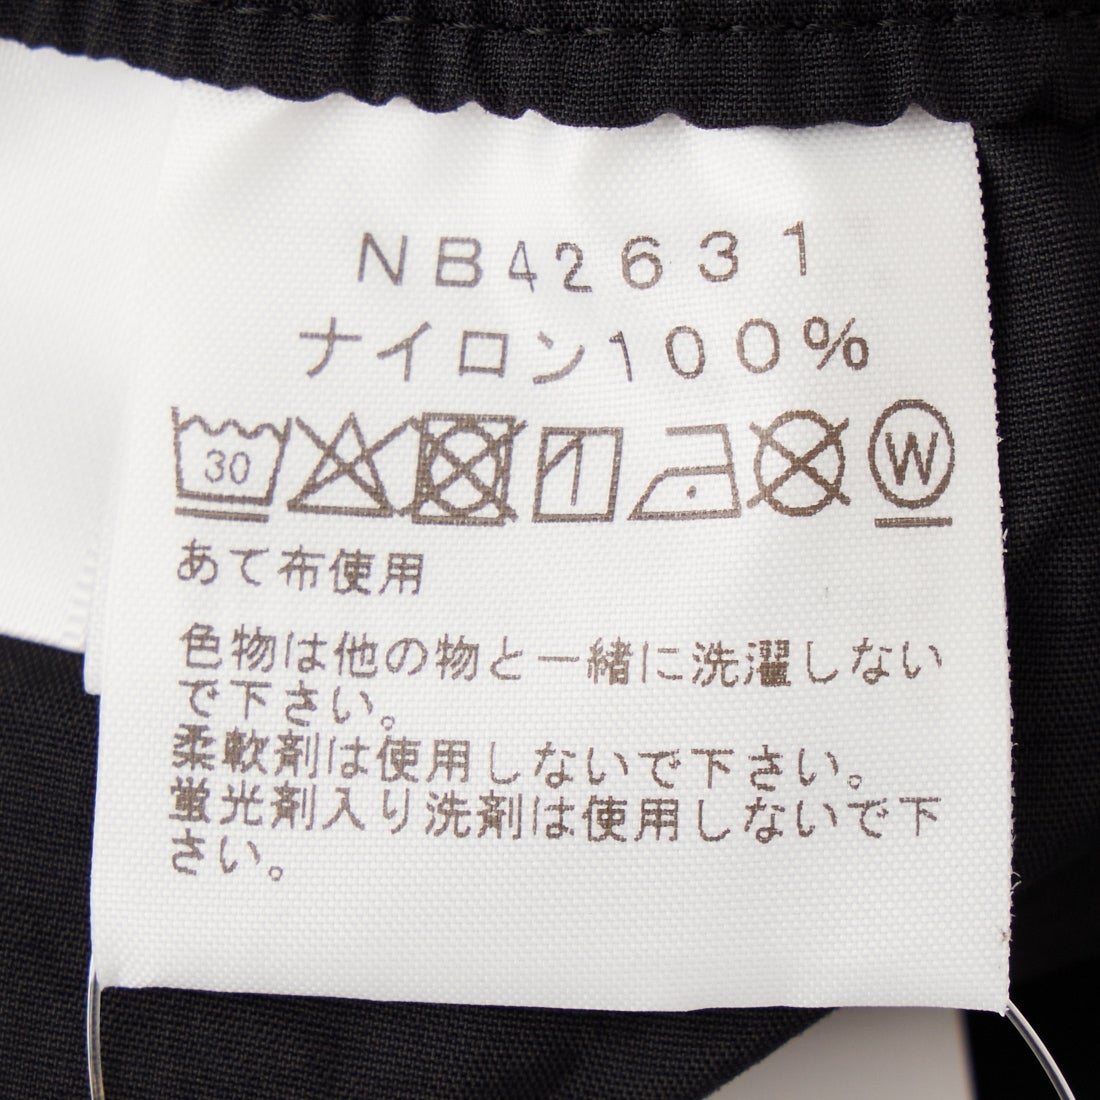 NB42631
ナイロン100%
30 W
あて布使用
色物は他の物と一緒に洗濯しない
で下さい。
柔軟剤は使用しないで下さい。
蛍光剤入り洗剤は使用しないで下
さい。